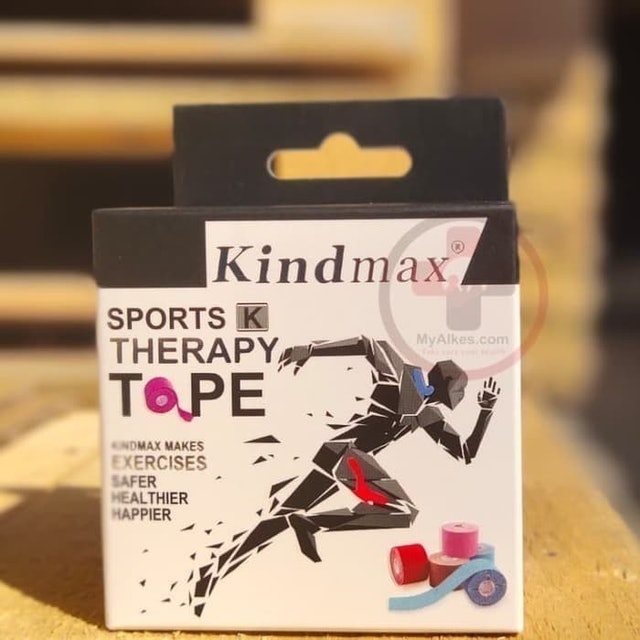 Kindmax®
SPORTS K
THERAPY
TAPE
KINDMAX MAKES
EXERCISES
SAFER
HEALTHIER
HAPPIER
MyAlkes.com